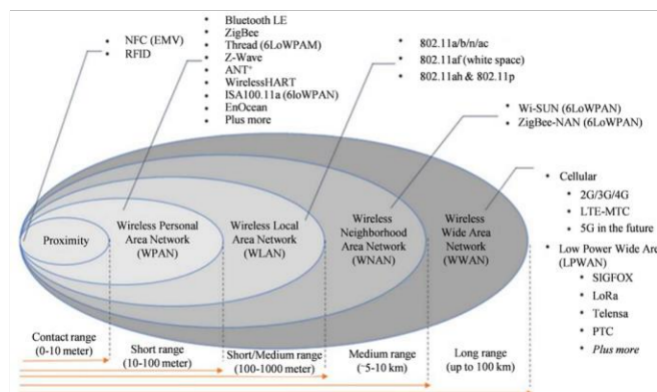 NFC (EMV)
RFID
Bluetooth LE
ZigBee
Thread (6LoWPAM)
Z-Wave
ANT+
WirelessHART
ISA100.11a (6loWPAN)
EnOcean
Plus more
802.11a/b/n/ac
802.11af (white space)
802.11ah & 802.11p
Wi-SUN (6LoWPAN)
ZigBee-NAN (6LoWPAN)
Cellular
2G/3G/4G
LTE-MTC
5G in the future
Low Power Wide Are
(LPWAN)
SIGFOX
LoRa
Telensa
PTC
Plus more
Proximity
Wireless Personal
Area Network
(WPAN)
Wireless Local
Area Network
(WLAN)
Wireless
Neighborhood
Area Network
(WNAN)
Wireless
Wide Area
Network
(WWAN)
Contact range
(0-10 meter)
Short range
(10-100 meter)
Short/Medium range
(100-1000 meter)
Medium range
(~5-10 km)
Long range
(up to 100 km)